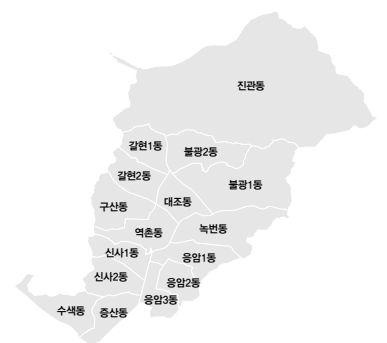 진관동
갈현1동
불광2동
갈현2동
불광1동
대조동
구산동
녹번동
역촌동
신사1동
응암1동
신사2동
응암2동
응암3동
수색동
증산동